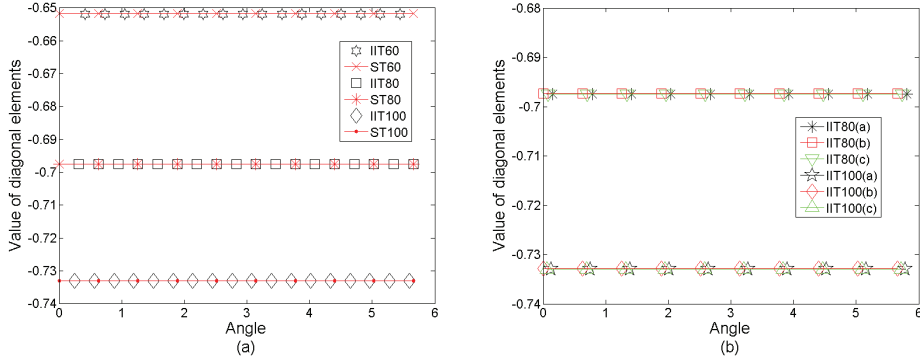 -0.65
-0.66
-0.67
-0.68
-0.69
-0.7
-0.71
-0.72
-0.73
-0.74
0 1 2 3 4 5 6
Value of diagonal elements
Angle
(a)
IIT60
ST60
IIT80
ST80
IIT100
ST100
-0.68
-0.69
-0.7
-0.71
-0.72
-0.73
-0.74
0 1 2 3 4 5 6
Value of diagonal elements
Angle
(b)
IIT80(a)
IIT80(b)
IIT80(c)
IIT100(a)
IIT100(b)
IIT100(c)